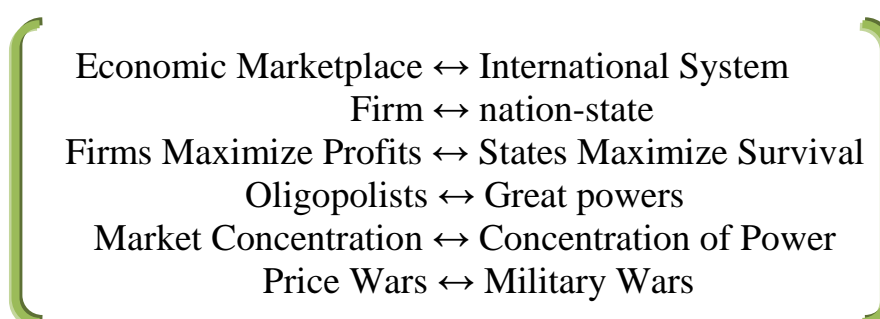 Economic Marketplace ↔ International System
Firm ↔ nation-state
Firms Maximize Profits ↔ States Maximize Survival
Oligopolists ↔ Great powers
Market Concentration ↔ Concentration of Power
Price Wars ↔ Military Wars